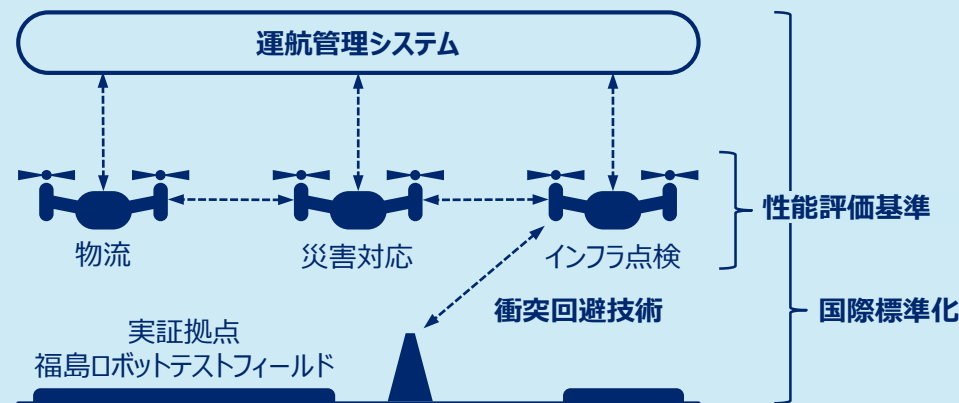 運航管理システム
物流
災害対応
インフラ点検
性能評価基準
衝突回避技術
国際標準化
実証拠点
福島ロボットテストフィールド